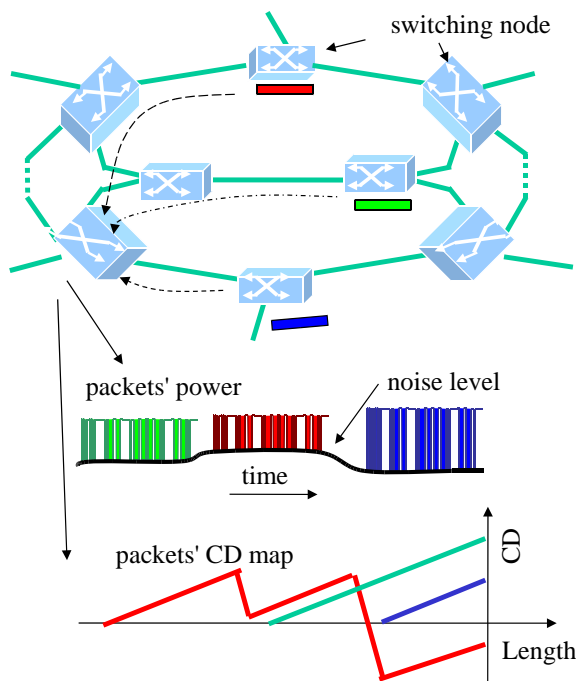 switching node
packets' power
noise level
time
packets' CD map
CD
Length